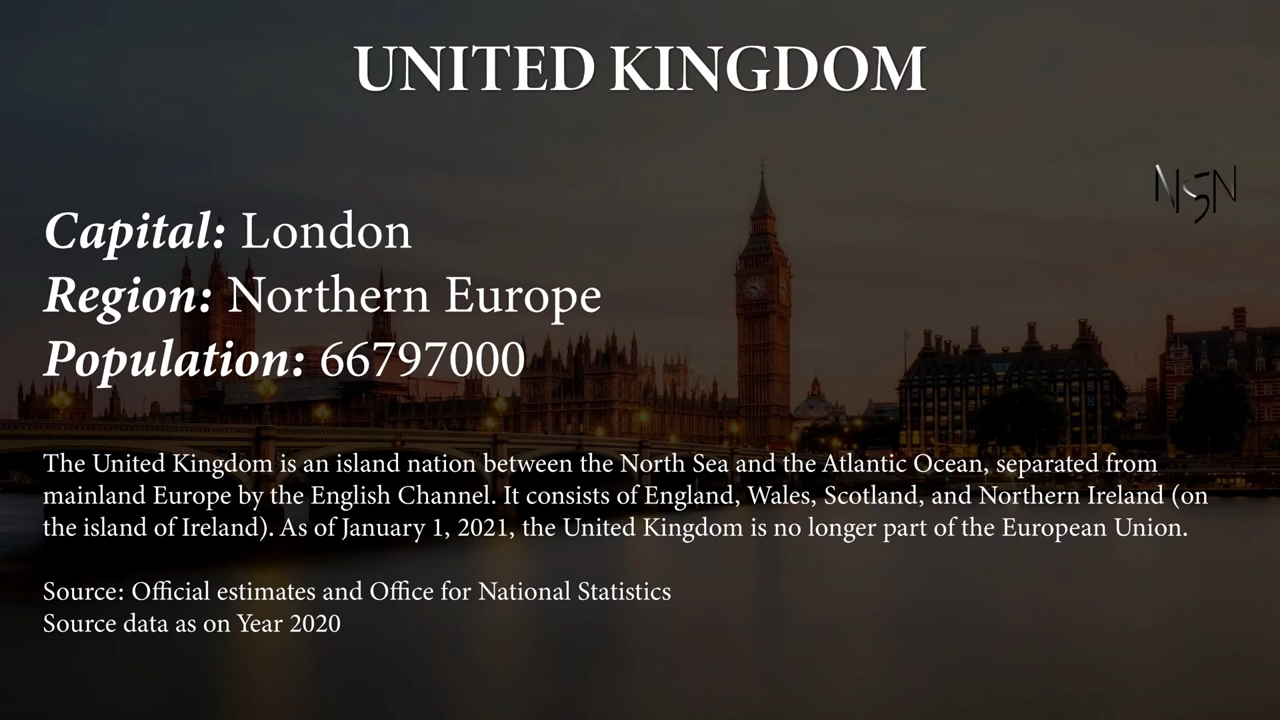 UNITED KINGDOM
NSN
Capital: London
Region: Northern Europe
Population: 66797000
The United Kingdom is an island nation between the North Sea and the Atlantic Ocean, separated from
mainland Europe by the English Channel. It consists of England, Wales, Scotland, and Northern Ireland (on
the island of Ireland). As of January 1, 2021, the United Kingdom is no longer part of the European Union.
Source: Official estimates and Office for National Statistics
Source data as on Year 2020